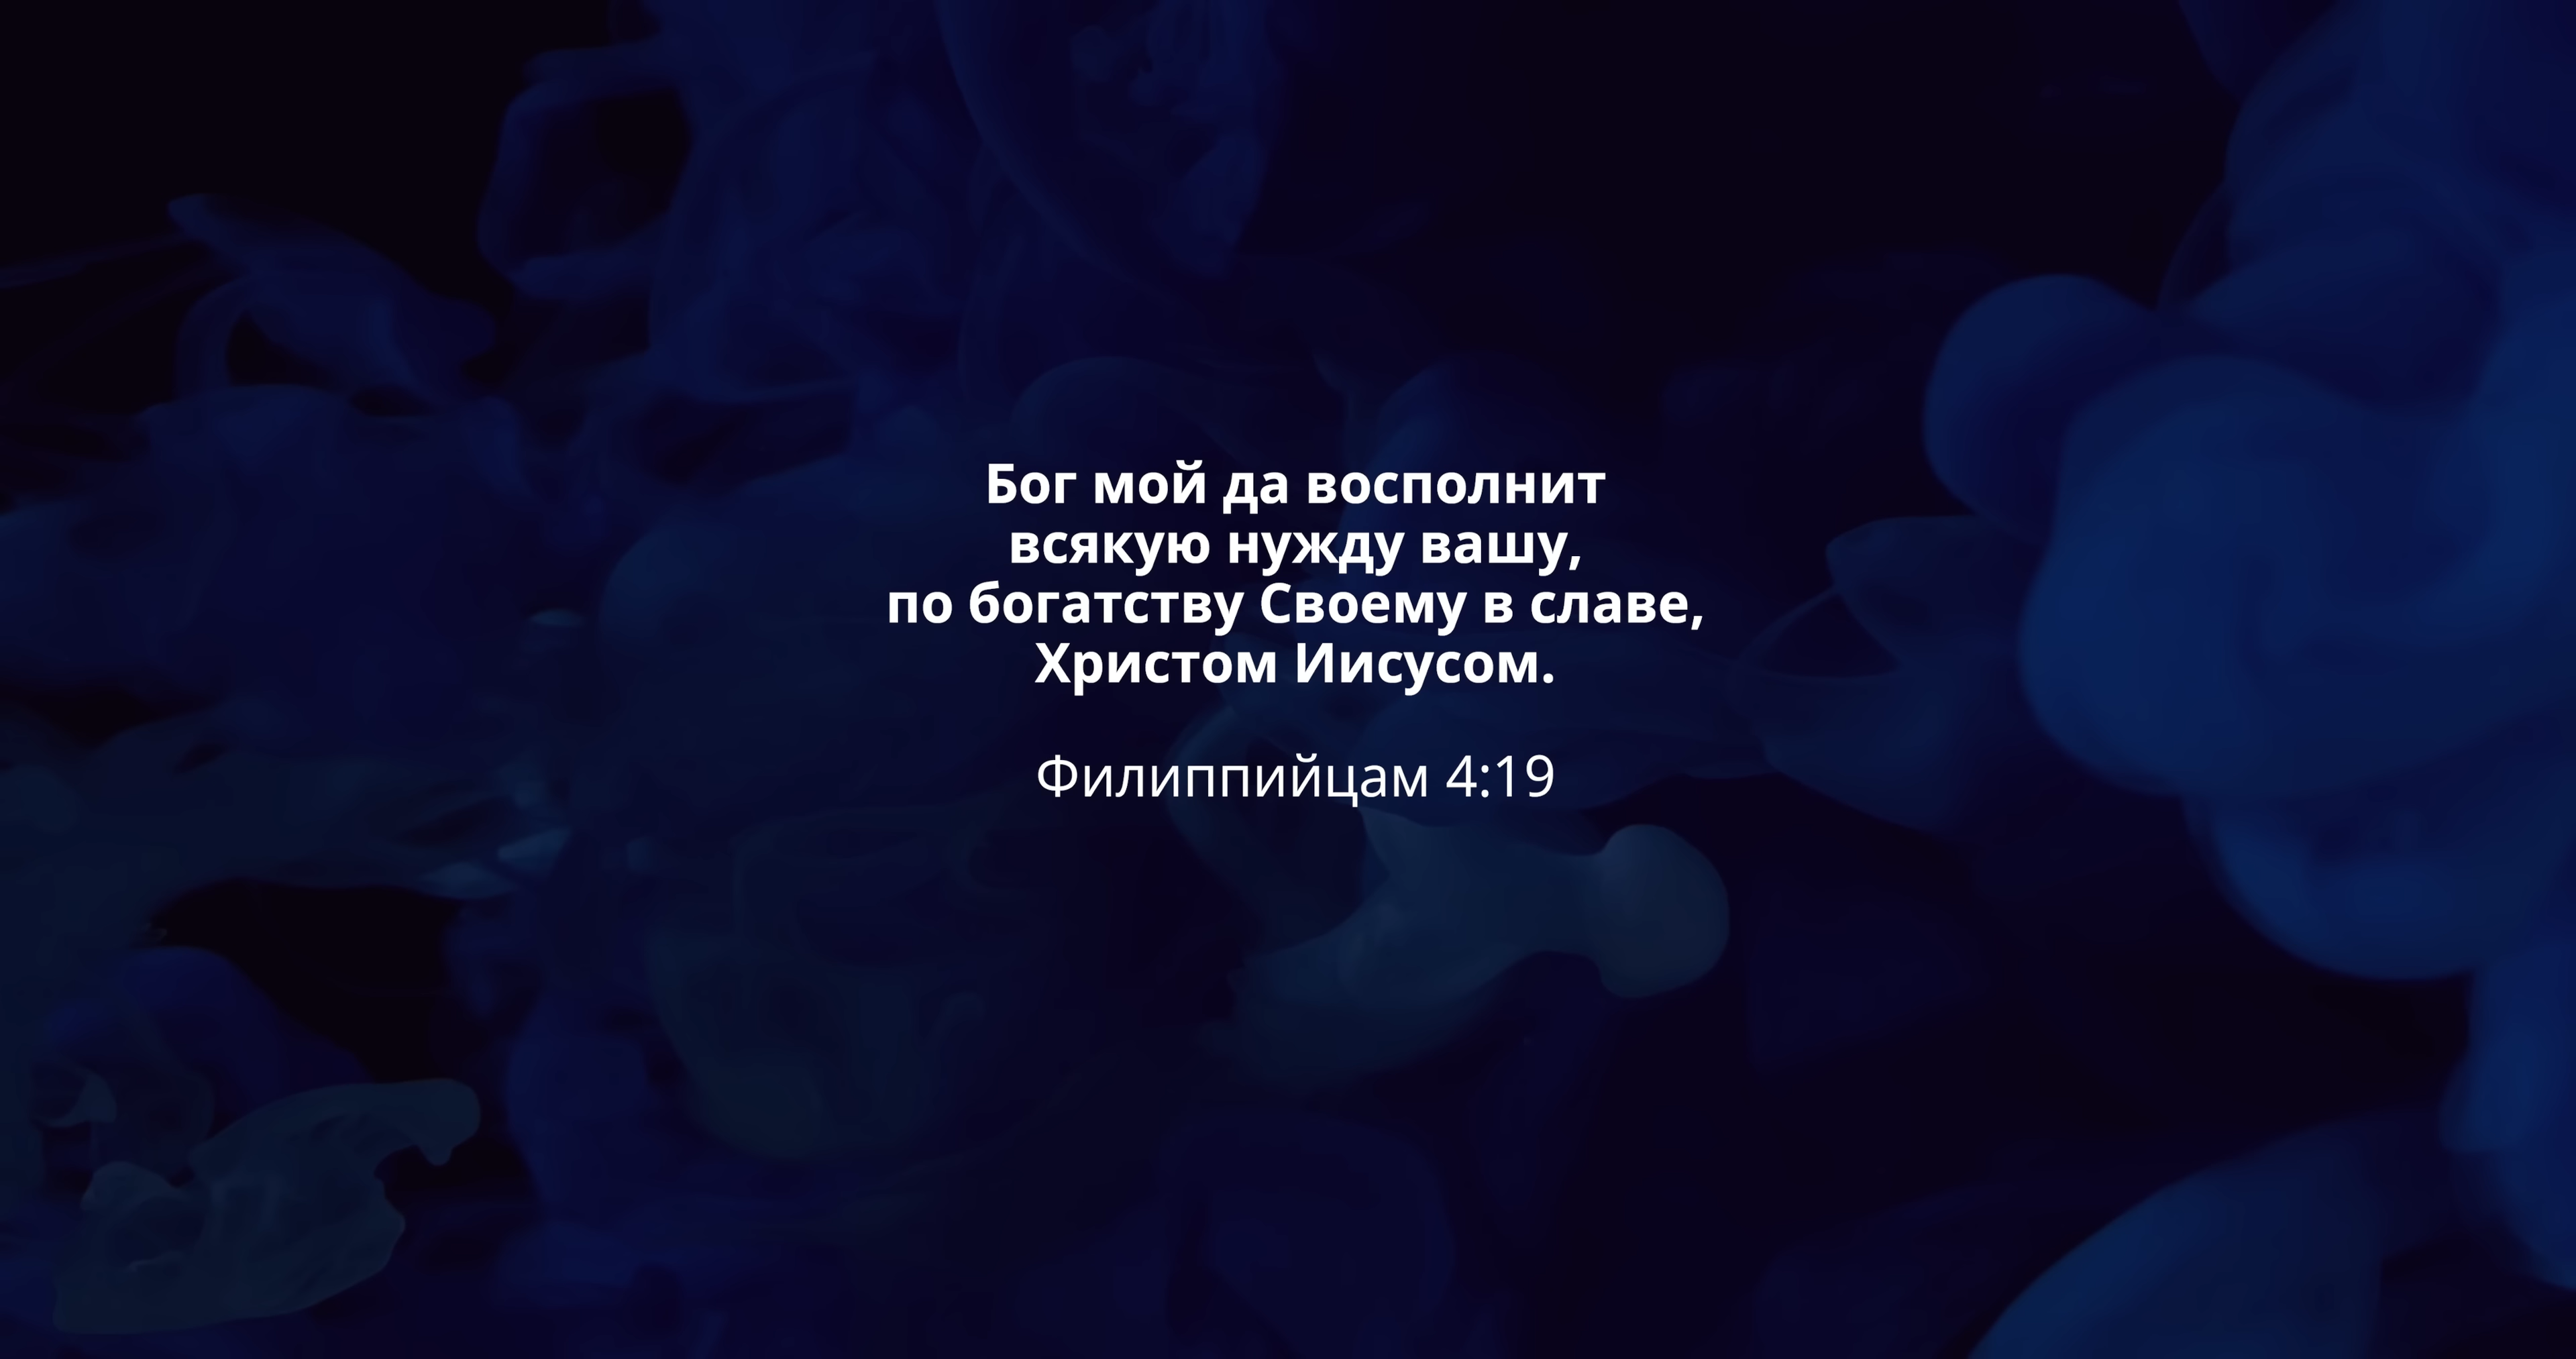 Бог мой да восполнит
всякую нужду вашу,
по богатству Своему в славе,
Христом Иисусом.
Филиппийцам 4:19